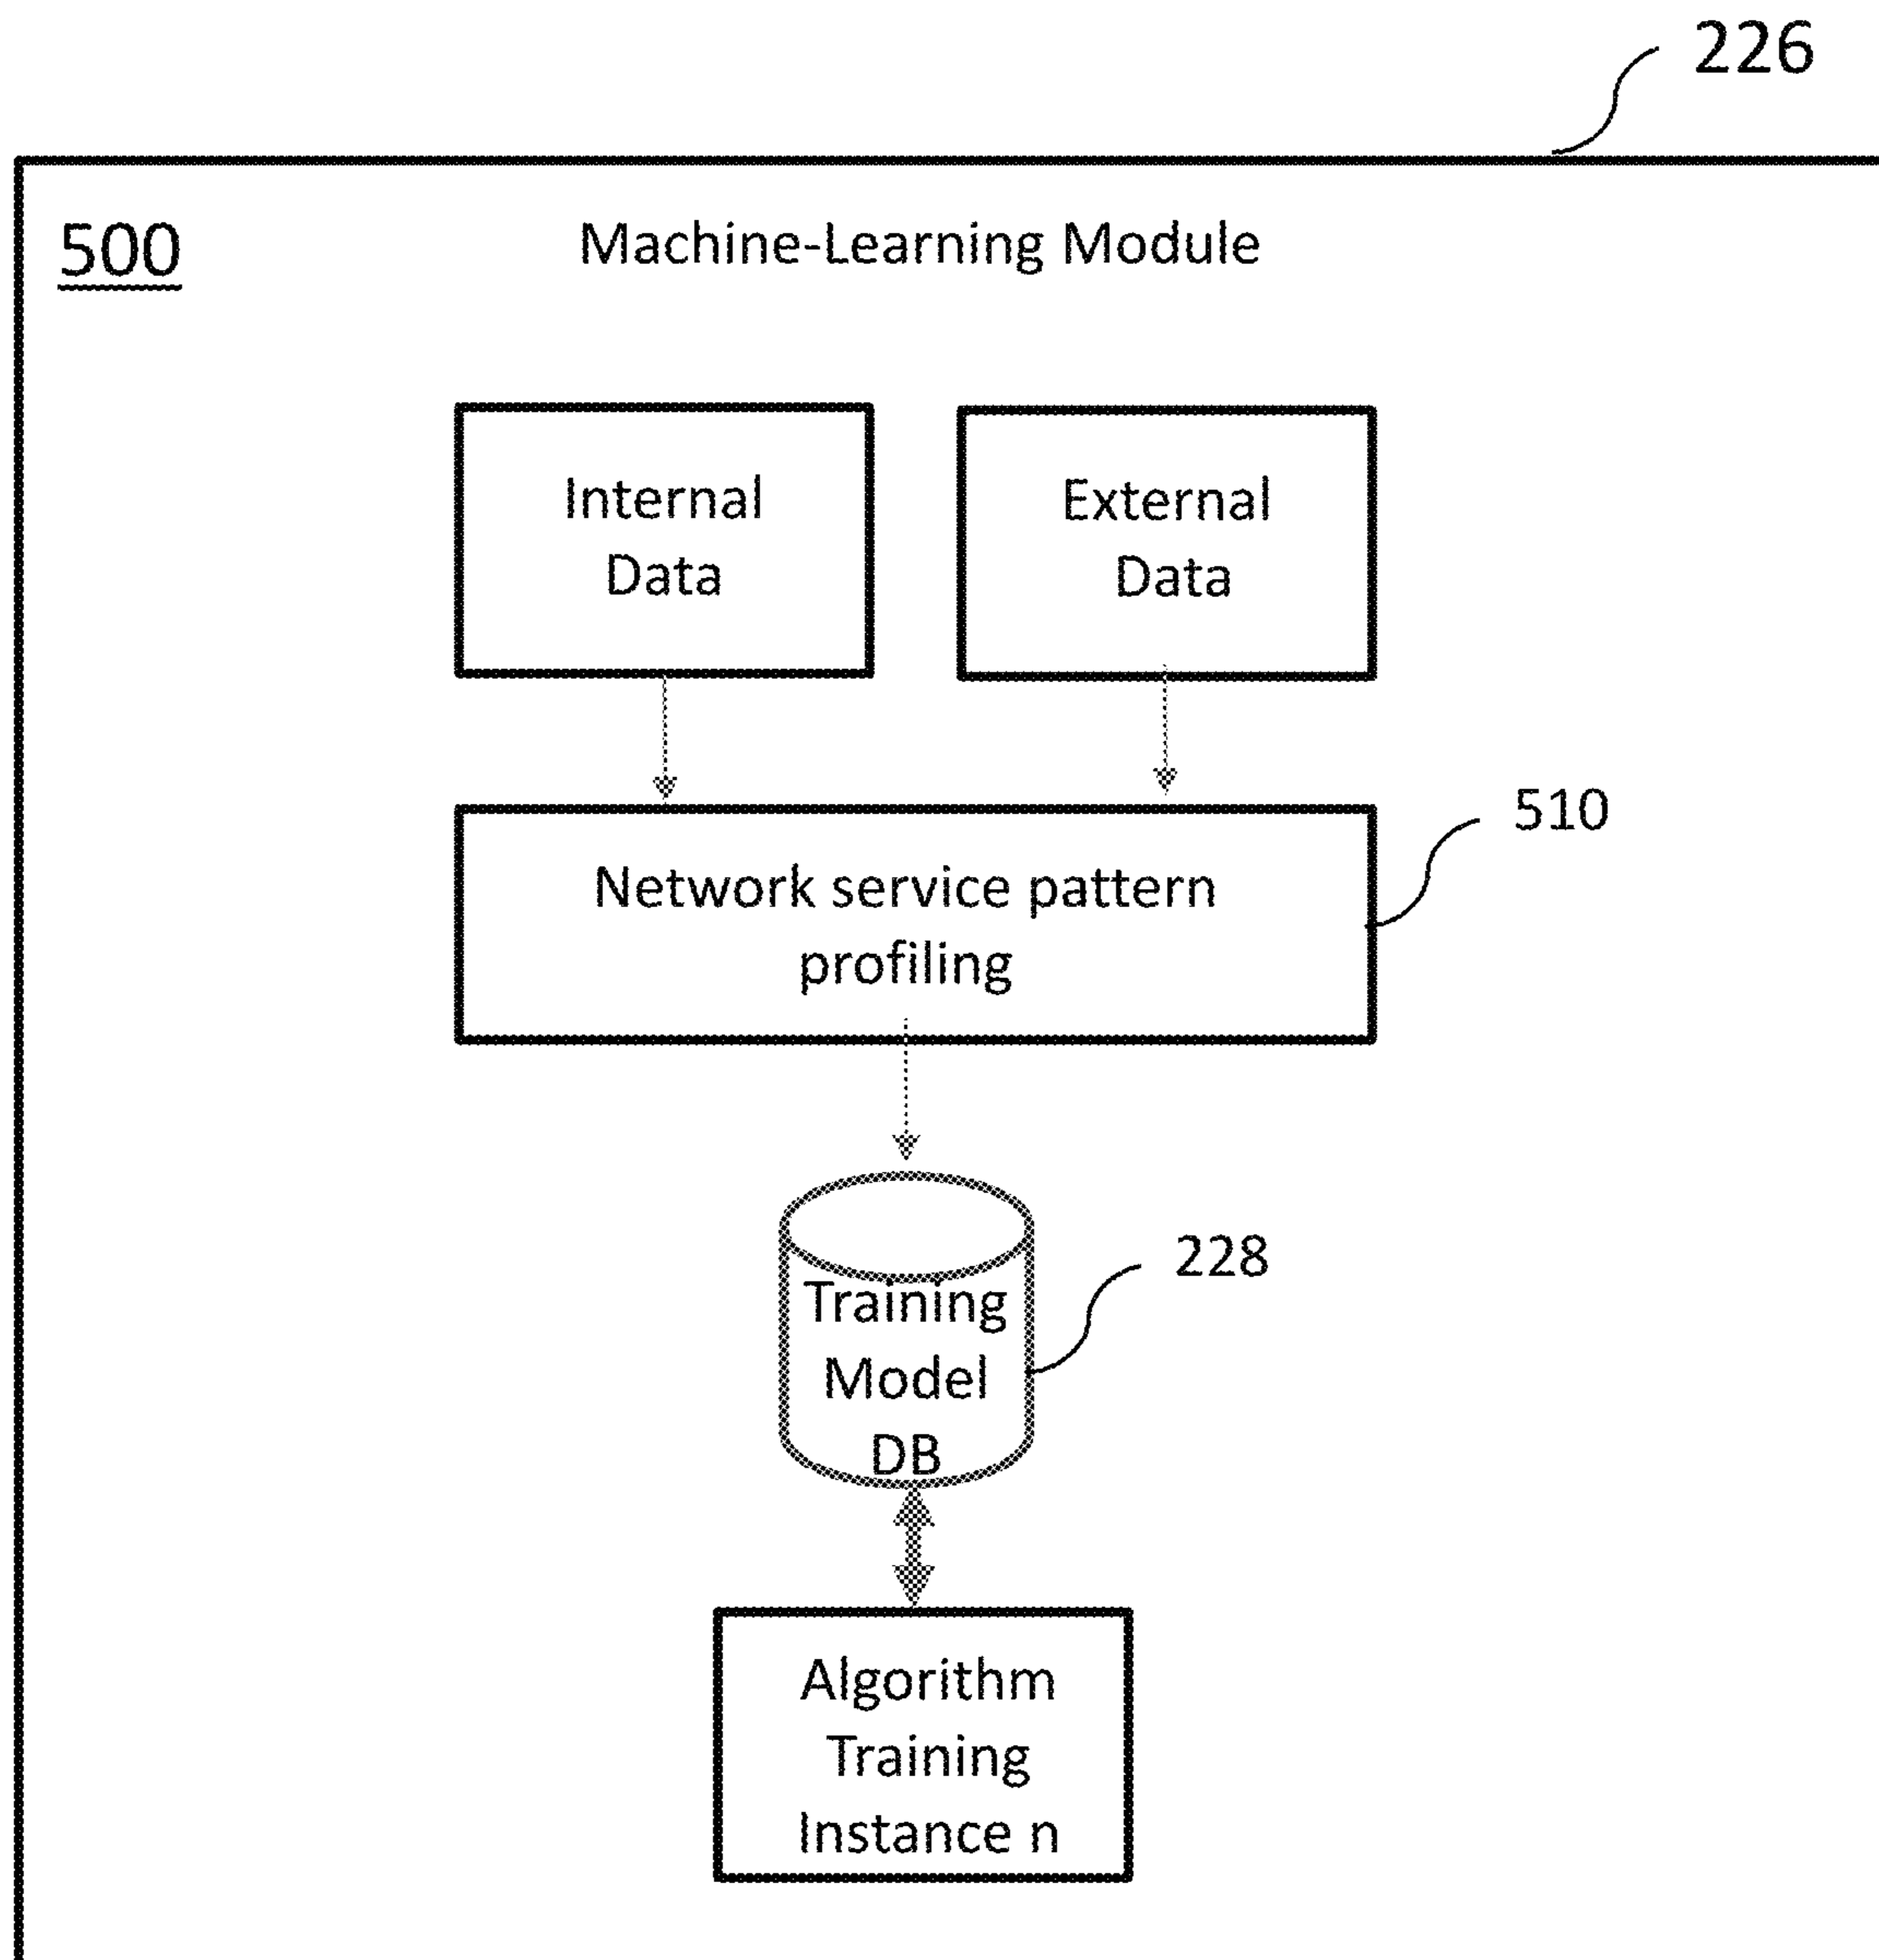 226
500
Machine-Learning Module
Internal
Data
External
Data
510
Network service pattern
profiling
228
Training
Model
DB
Algorithm
Training
Instance n